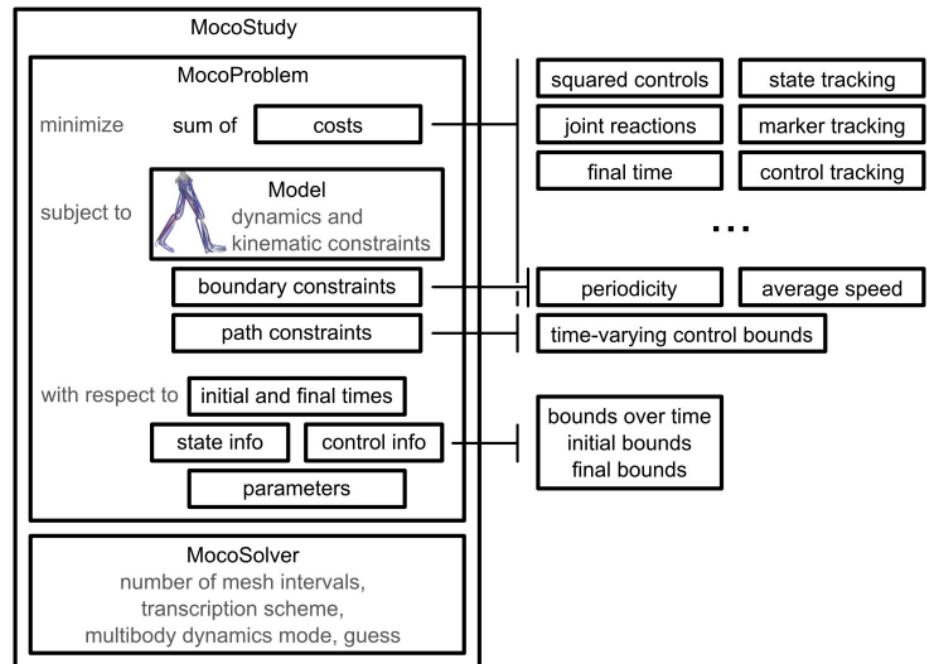 MocoStudy
MocoProblem
minimize sum of costs
squared controls state tracking
joint reactions marker tracking
final time control tracking
...
subject to
Model
dynamics and
kinematic constraints
boundary constraints
periodicity average speed
path constraints
time-varying control bounds
with respect to initial and final times
state info control info
bounds over time
initial bounds
final bounds
parameters
MocoSolver
number of mesh intervals,
transcription scheme,
multibody dynamics mode, guess